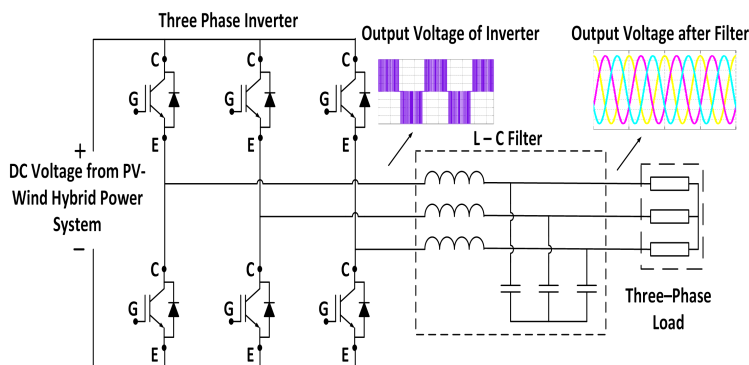 Three Phase Inverter
Output Voltage of Inverter
Output Voltage after Filter
C
C
C
G
G
G
E
E
E
L – C Filter
+
DC Voltage from PV-
Wind Hybrid Power
System
–
C
C
C
G
G
G
E
E
E
Three–Phase
Load